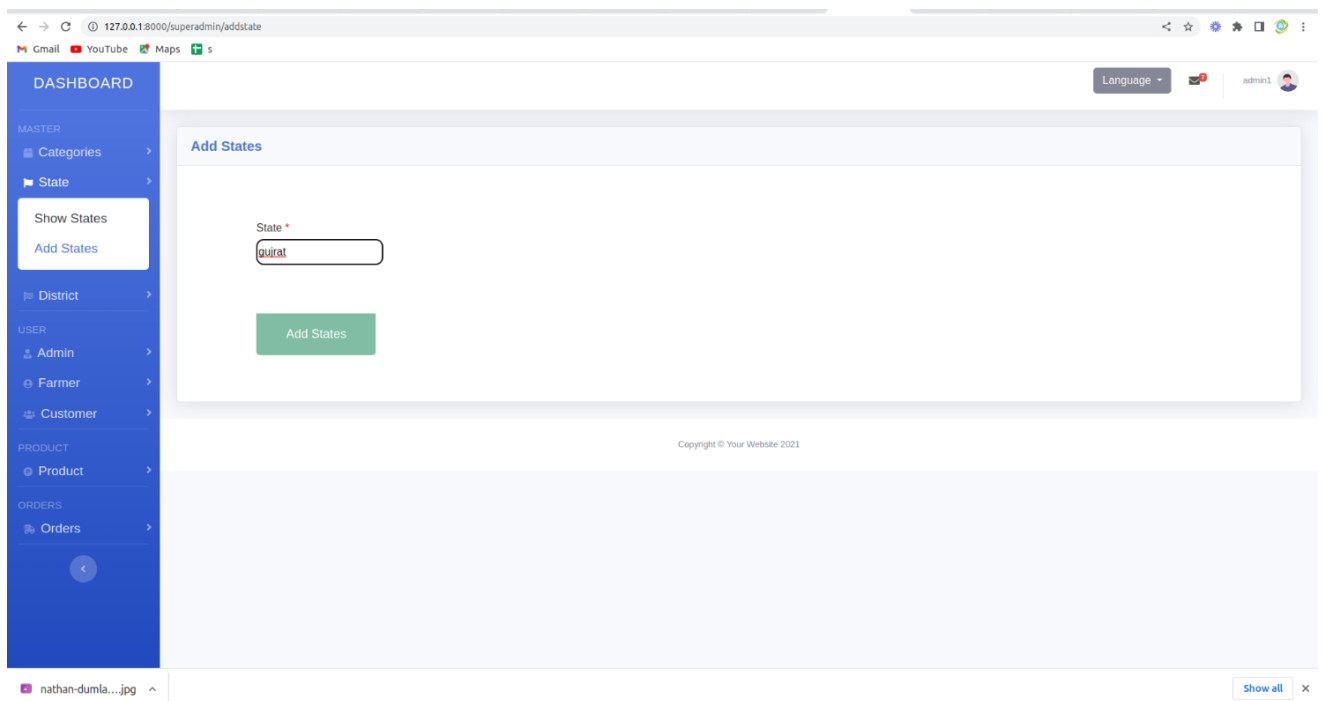 127.0.0.1:8000/superadmin/addstate
Gmail YouTube Maps s
DASHBOARD
Language
7
admin1
MASTER
Categories
State
Show States
Add States
District
USER
Admin
Farmer
Customer
PRODUCT
Product
ORDERS
Orders
Add States
State *
gujrat
Add States
Copyright © Your Website 2021
nathan-dumla....jpg
Show all